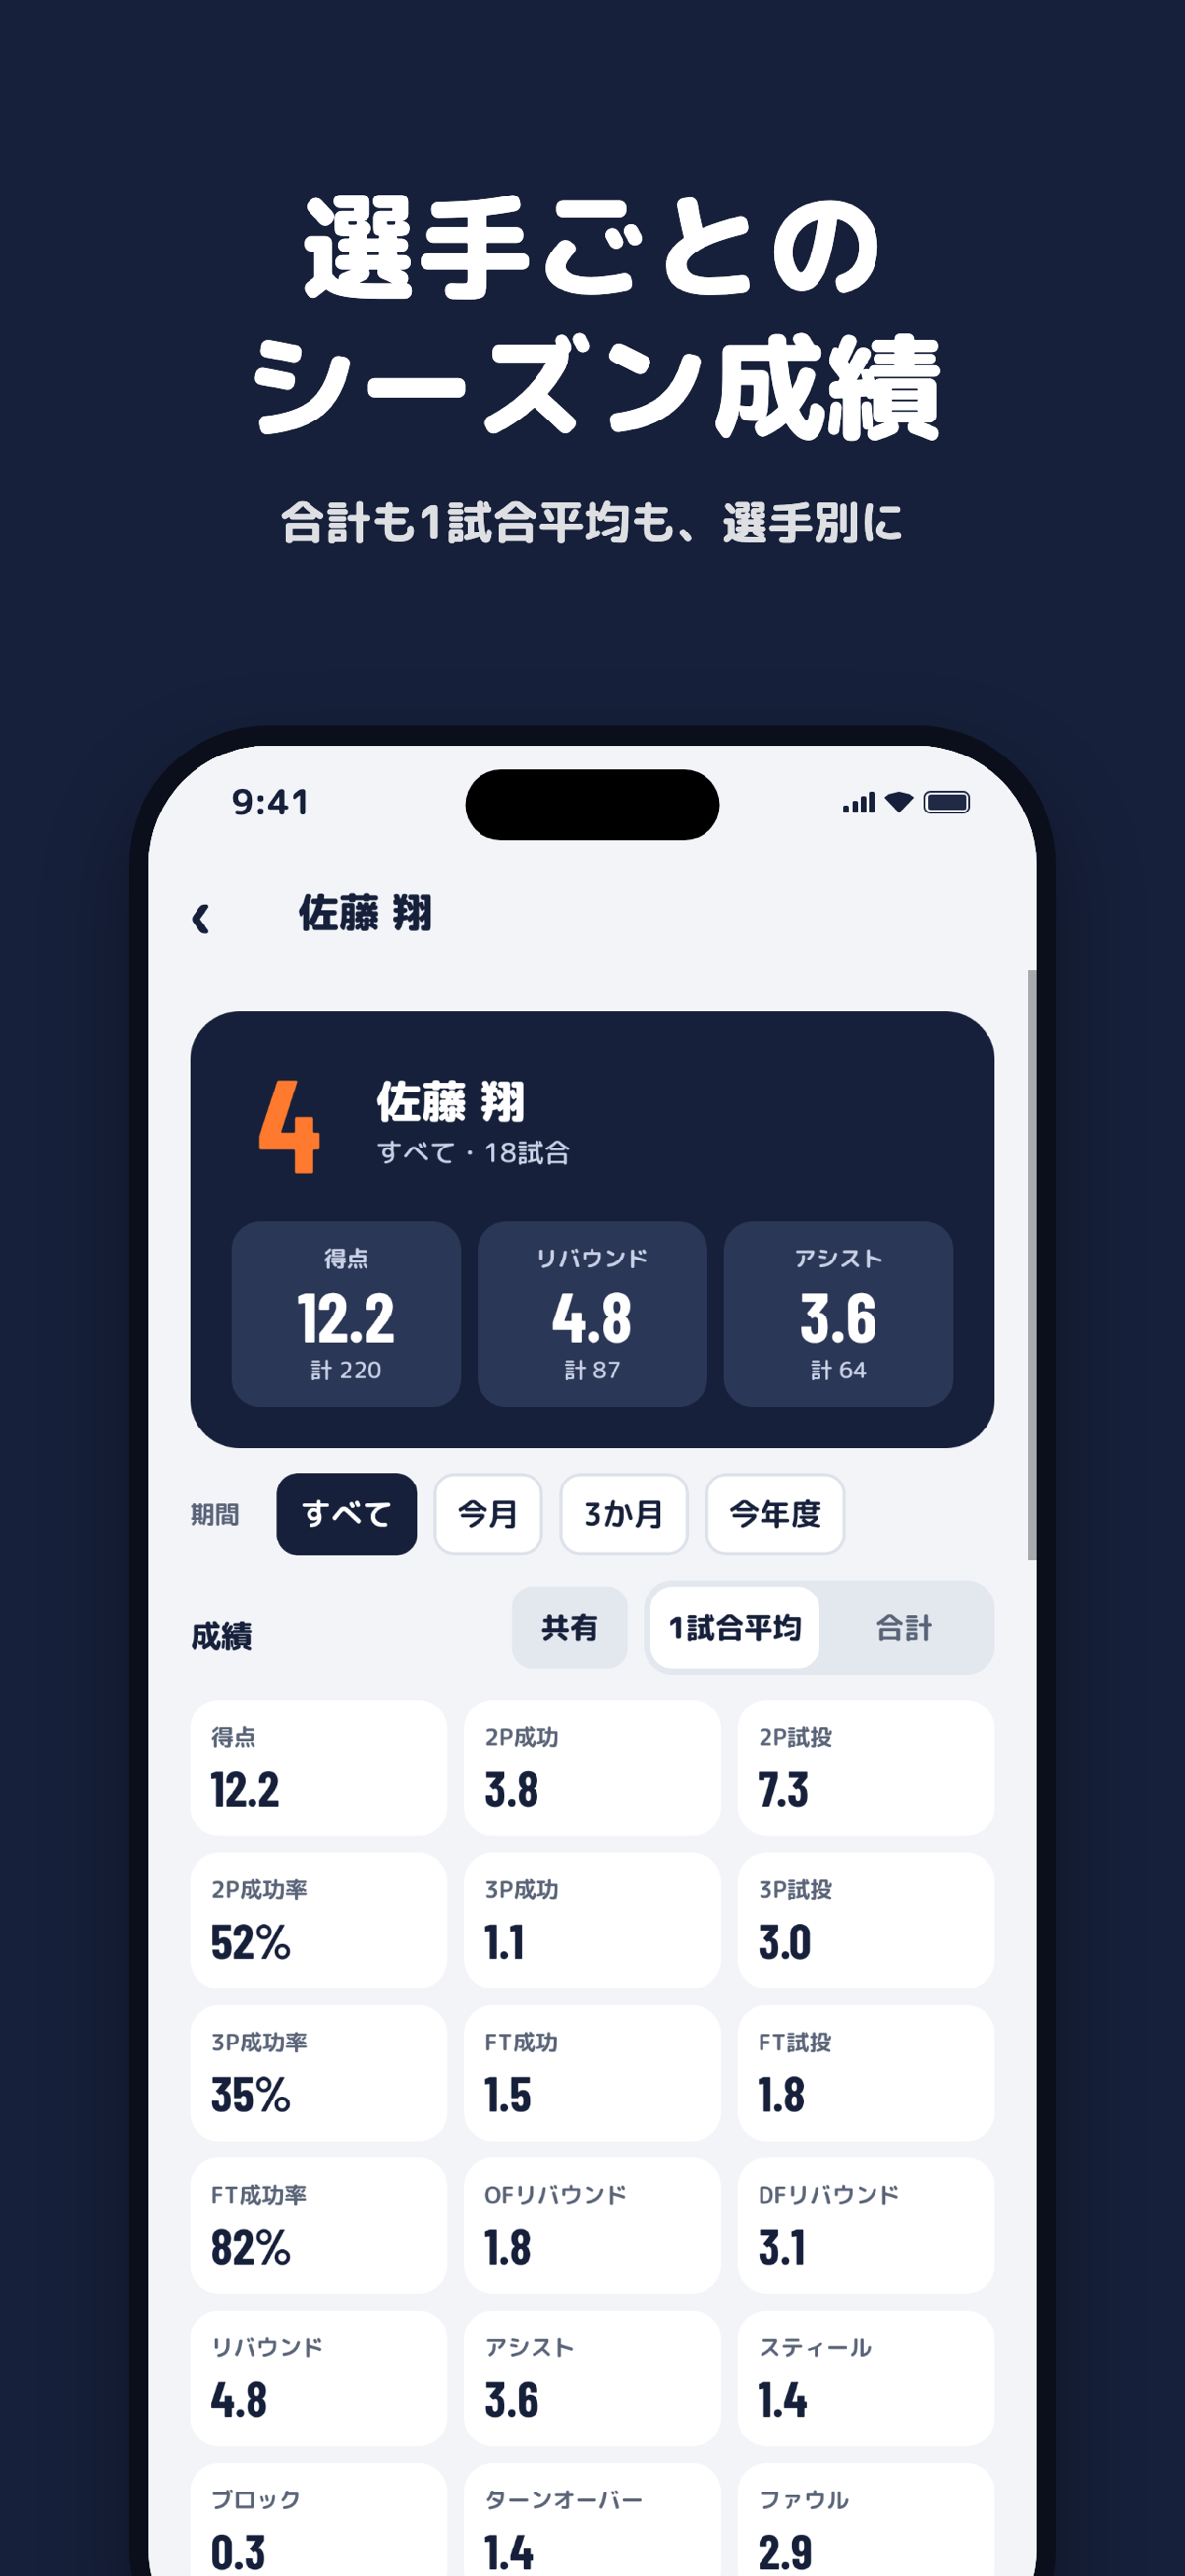 選手ごとの
シーズン成績
合計も1試合平均も、選手別に
9:41
‹ 佐藤 翔
4 佐藤 翔
すべて・18試合
得点 リバウンド アシスト
12.2 4.8 3.6
計 220 計 87 計 64
期間 すべて 今月 3か月 今年度
成績 共有 1試合平均 合計
得点 2P成功 2P試投
12.2 3.8 7.3
2P成功率 3P成功 3P試投
52% 1.1 3.0
3P成功率 FT成功 FT試投
35% 1.5 1.8
FT成功率 OFリバウンド DFリバウンド
82% 1.8 3.1
リバウンド アシスト スティール
4.8 3.6 1.4
ブロック ターンオーバー ファウル
0.3 1.4 2.9